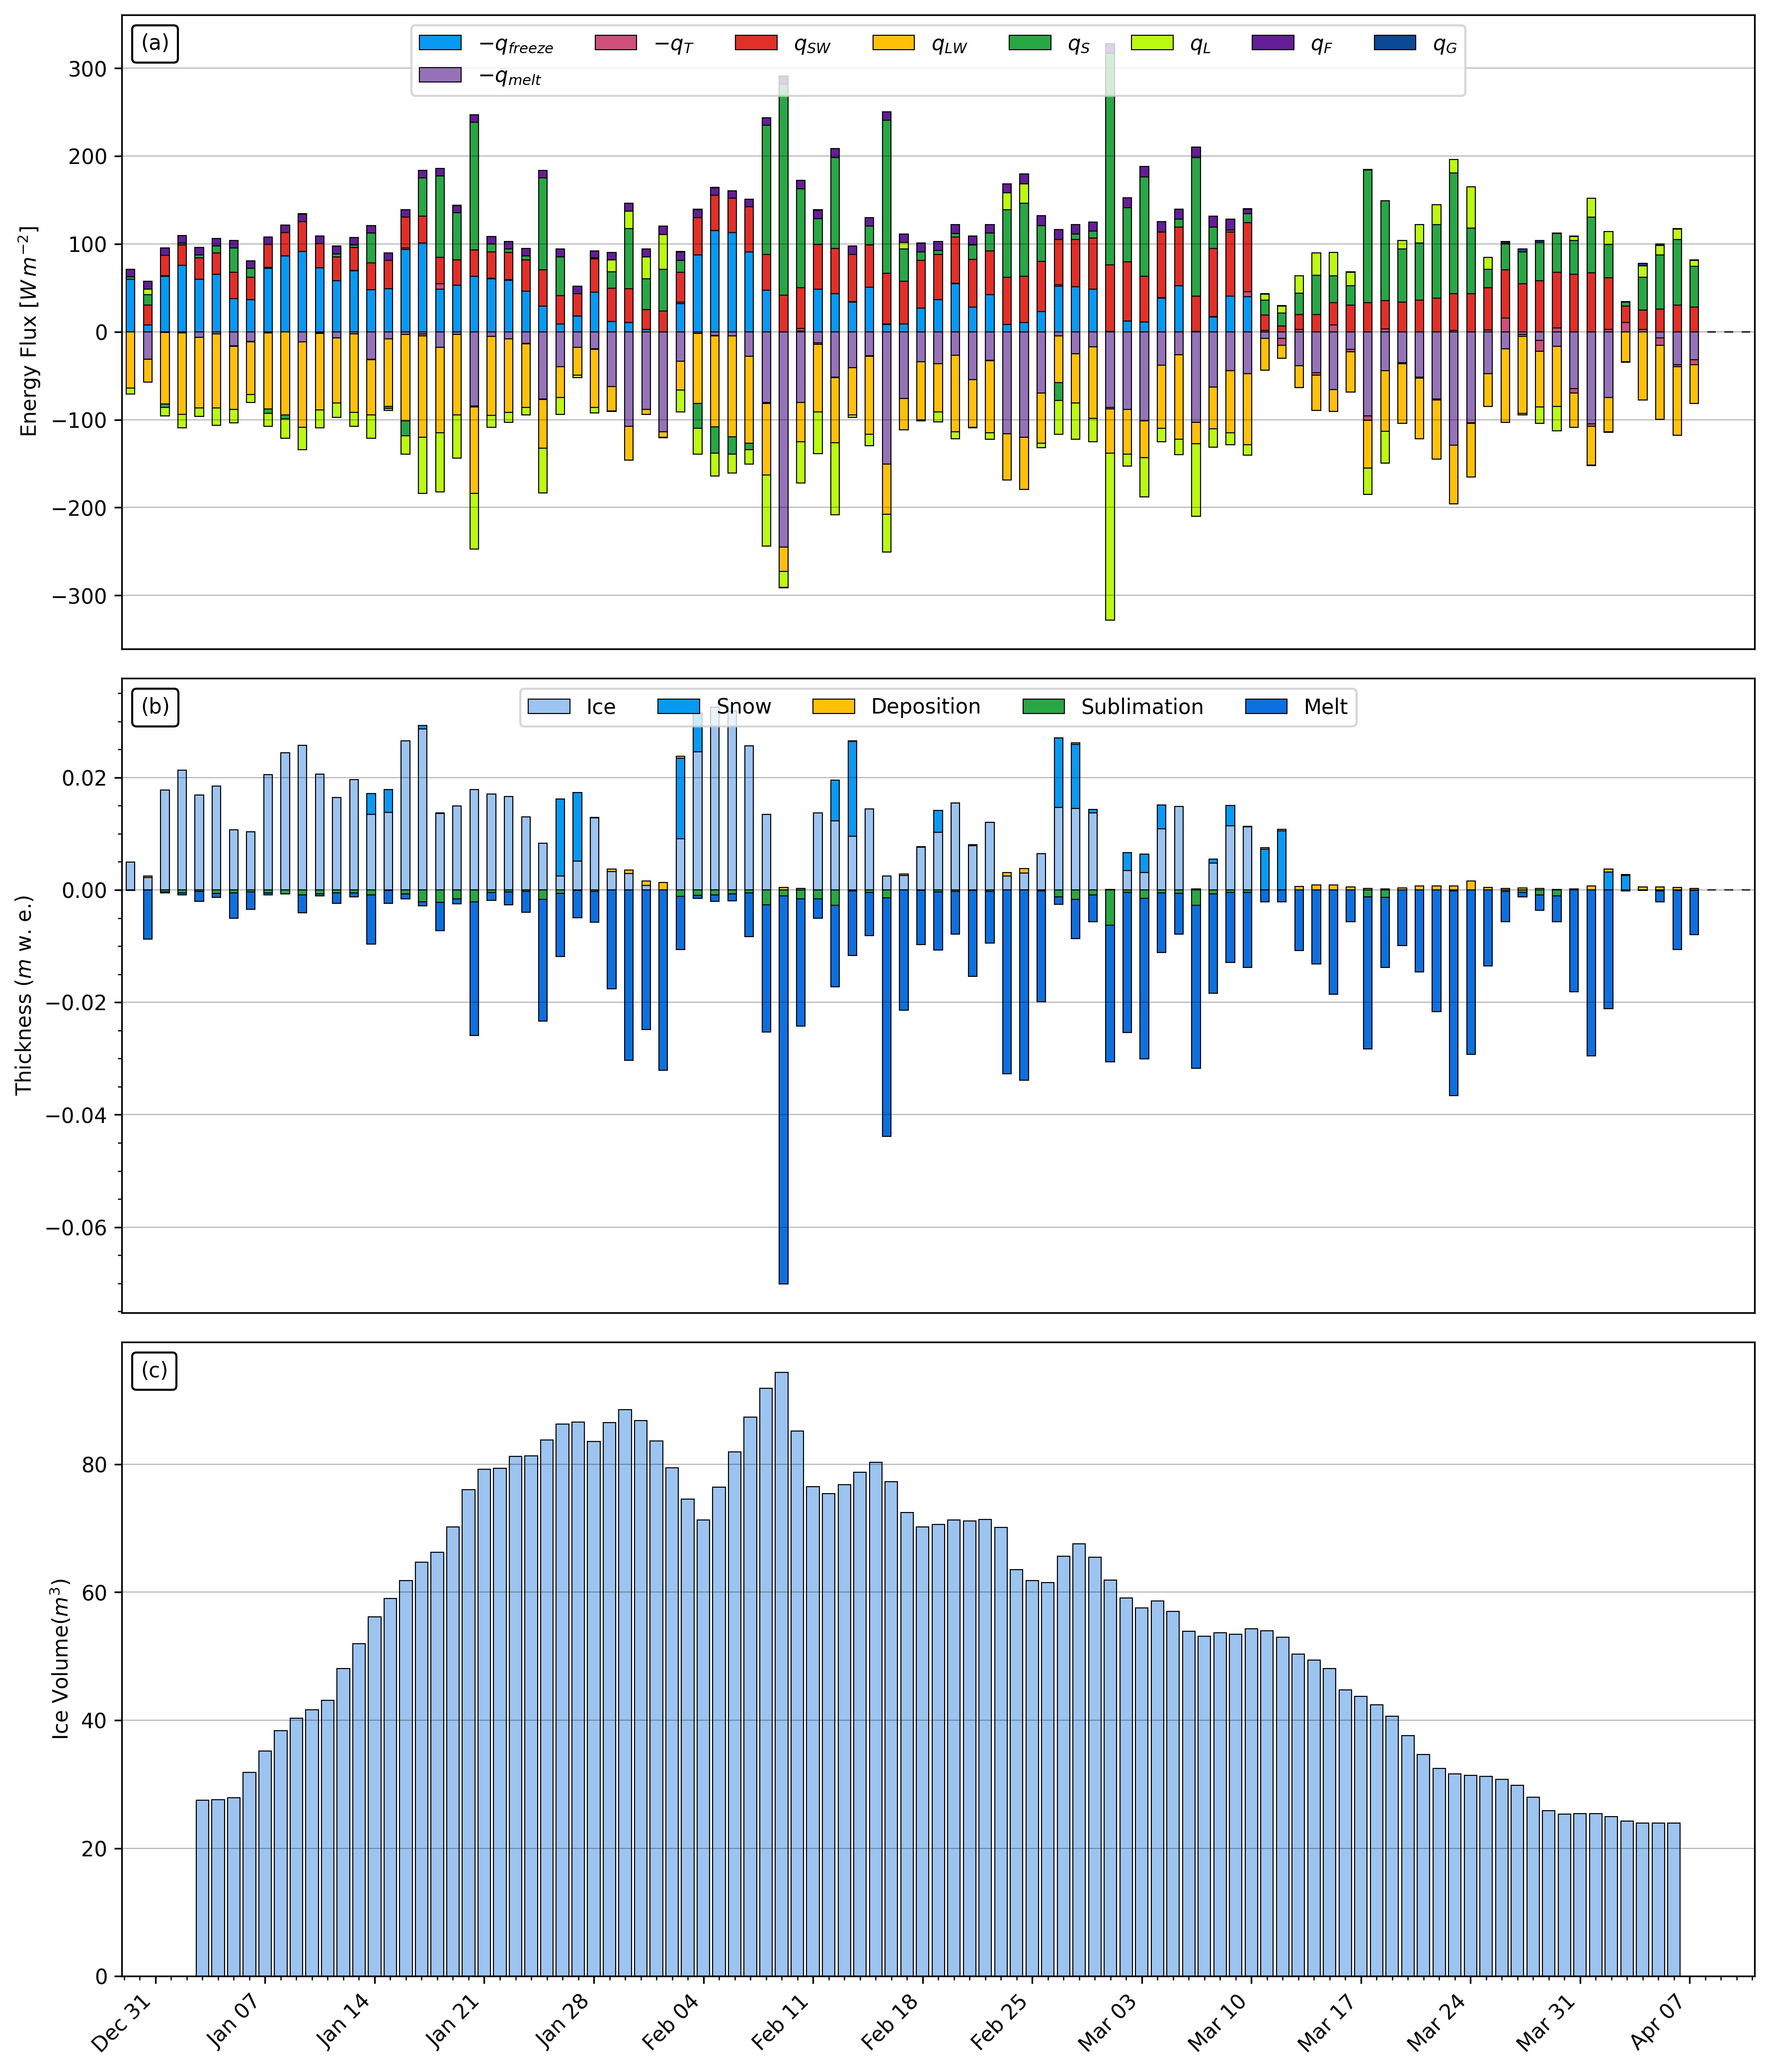 (a)
−q_freeze −q_T q_SW q_LW q_S q_L q_F q_G
−q_melt
Energy Flux [W m⁻²]
300
200
100
0
−100
−200
−300
(b)
Ice Snow Deposition Sublimation Melt
Thickness (m w. e.)
0.02
0.00
−0.02
−0.04
−0.06
(c)
Ice Volume(m³)
80
60
40
20
0
Dec 31 Jan 07 Jan 14 Jan 21 Jan 28 Feb 04 Feb 11 Feb 18 Feb 25 Mar 03 Mar 10 Mar 17 Mar 24 Mar 31 Apr 07